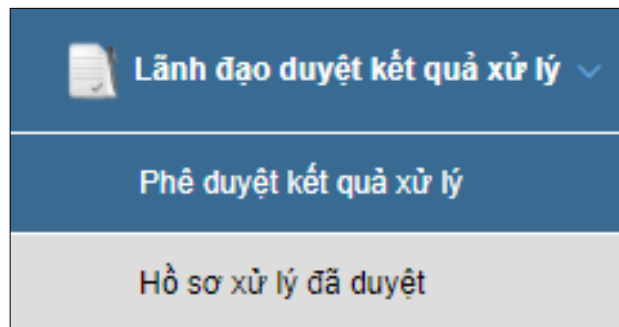 Lãnh đạo duyệt kết quả xử lý
Phê duyệt kết quả xử lý
Hồ sơ xử lý đã duyệt